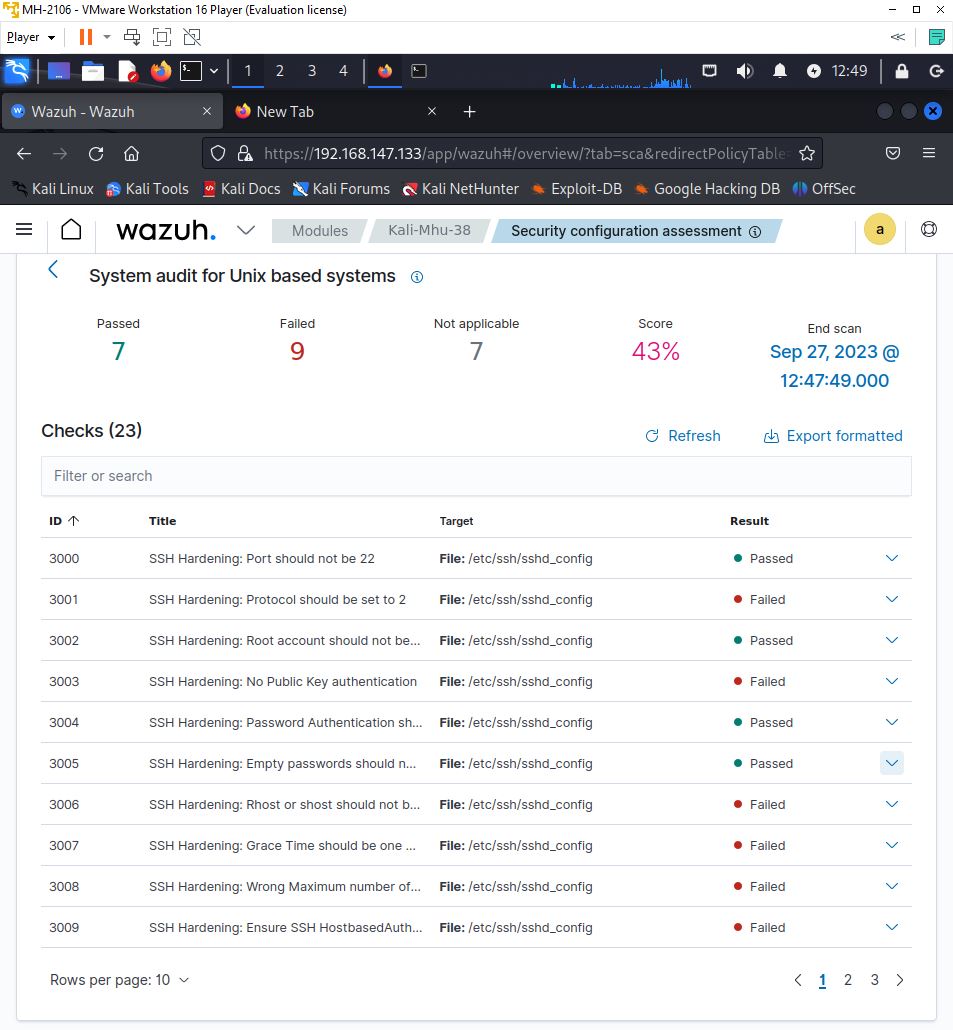 MH-2106 - VMware Workstation 16 Player (Evaluation license)
Player
1 2 3 4 12:49
Wazuh - Wazuh New Tab
https://192.168.147.133/app/wazuh#/overview/?tab=sca&redirectPolicyTable=
Kali Linux Kali Tools Kali Docs Kali Forums Kali NetHunter Exploit-DB Google Hacking DB OffSec
wazuh. Modules Kali-Mhu-38 Security configuration assessment a
System audit for Unix based systems
Passed Failed Not applicable Score End scan
7 9 7 43% Sep 27, 2023 @
12:47:49.000
Checks (23)
Refresh Export formatted
Filter or search
ID Title Target Result
3000 SSH Hardening: Port should not be 22 File: /etc/ssh/sshd_config Passed
3001 SSH Hardening: Protocol should be set to 2 File: /etc/ssh/sshd_config Failed
3002 SSH Hardening: Root account should not be... File: /etc/ssh/sshd_config Passed
3003 SSH Hardening: No Public Key authentication File: /etc/ssh/sshd_config Failed
3004 SSH Hardening: Password Authentication sh... File: /etc/ssh/sshd_config Passed
3005 SSH Hardening: Empty passwords should n... File: /etc/ssh/sshd_config Passed
3006 SSH Hardening: Rhost or shost should not b... File: /etc/ssh/sshd_config Failed
3007 SSH Hardening: Grace Time should be one ... File: /etc/ssh/sshd_config Failed
3008 SSH Hardening: Wrong Maximum number of... File: /etc/ssh/sshd_config Failed
3009 SSH Hardening: Ensure SSH HostbasedAuth... File: /etc/ssh/sshd_config Failed
Rows per page: 10 1 2 3